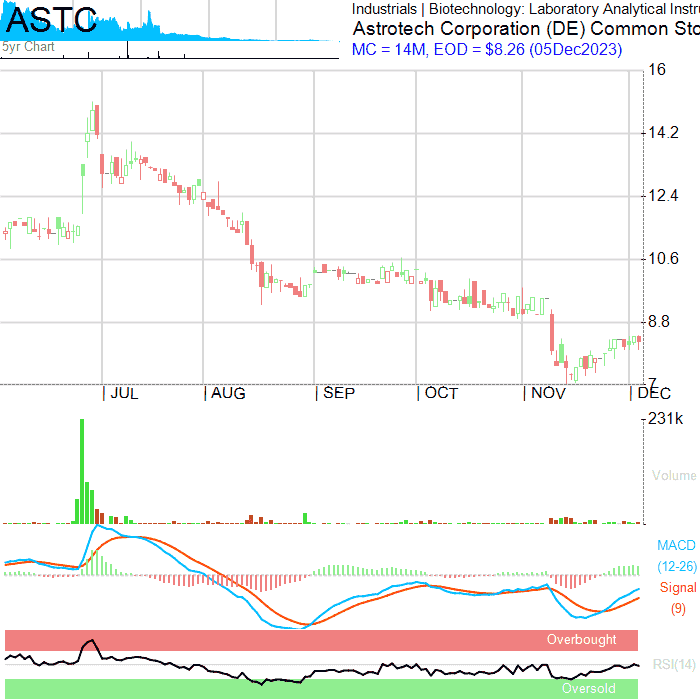 ASTC
5yr Chart
Industrials | Biotechnology: Laboratory Analytical Instru
Astrotech Corporation (DE) Common Sto
MC = 14M, EOD = $8.26 (05Dec2023)
16
14.2
12.4
10.6
8.8
7
JUL AUG SEP OCT NOV DEC
231k
Volume
MACD
(12-26)
Signal
(9)
Overbought
RSI(14)
Oversold